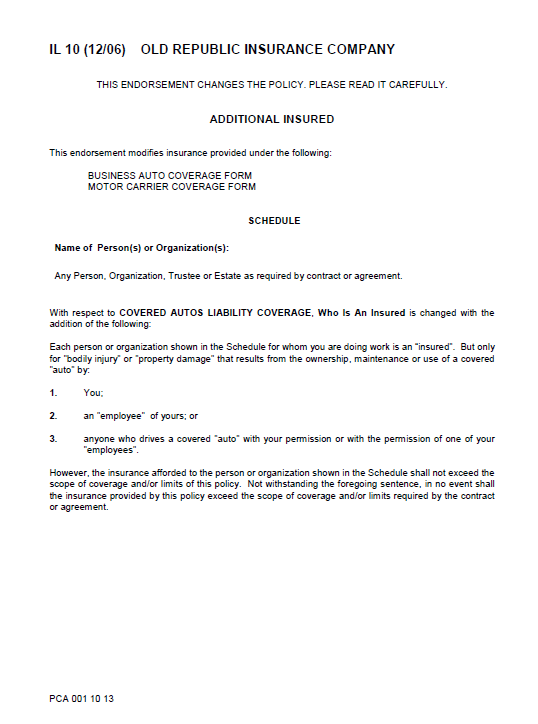 IL 10 (12/06) OLD REPUBLIC INSURANCE COMPANY
THIS ENDORSEMENT CHANGES THE POLICY. PLEASE READ IT CAREFULLY.
ADDITIONAL INSURED
This endorsement modifies insurance provided under the following:
BUSINESS AUTO COVERAGE FORM
MOTOR CARRIER COVERAGE FORM
SCHEDULE
Name of Person(s) or Organization(s):
Any Person, Organization, Trustee or Estate as required by contract or agreement.
With respect to COVERED AUTOS LIABILITY COVERAGE, Who Is An Insured is changed with the
addition of the following:
Each person or organization shown in the Schedule for whom you are doing work is an "insured". But only
for "bodily injury" or "property damage" that results from the ownership, maintenance or use of a covered
"auto" by:
1. You;
2. an "employee" of yours; or
3. anyone who drives a covered "auto" with your permission or with the permission of one of your
"employees".
However, the insurance afforded to the person or organization shown in the Schedule shall not exceed the
scope of coverage and/or limits of this policy. Not withstanding the foregoing sentence, in no event shall
the insurance provided by this policy exceed the scope of coverage and/or limits required by the contract
or agreement.
PCA 001 10 13